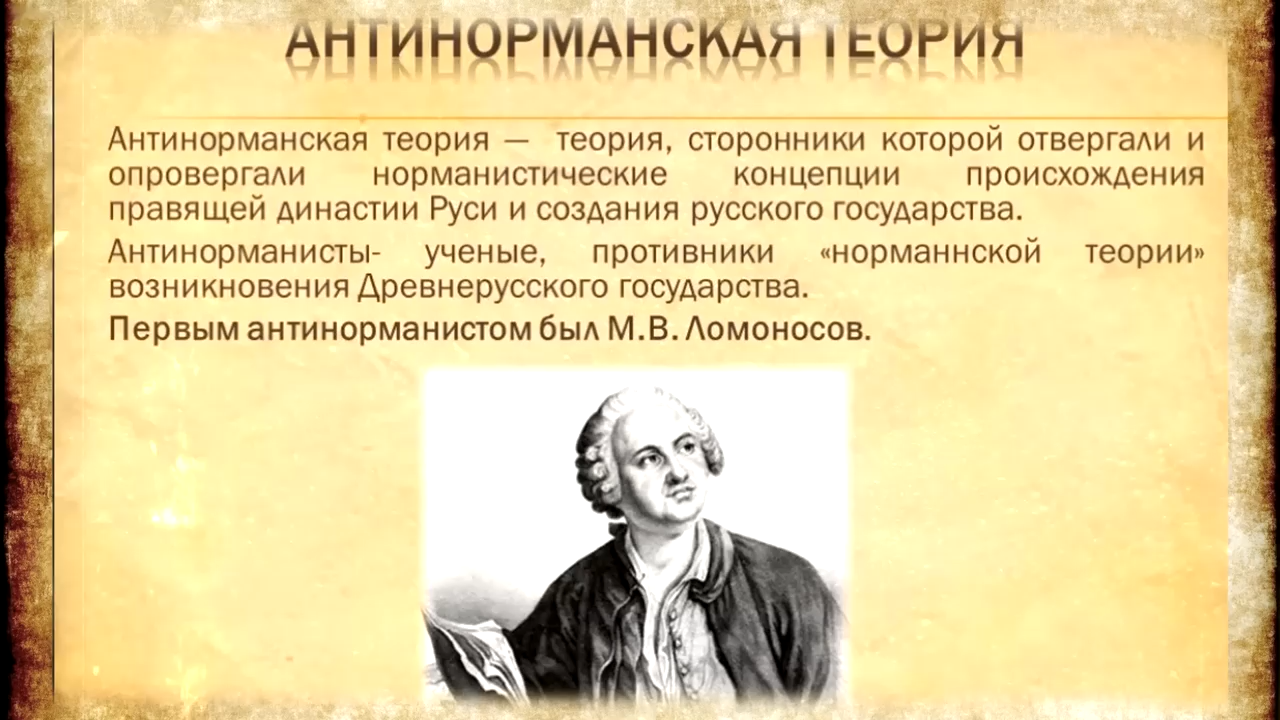 АНТИНОРМАНСКАЯ ТЕОРИЯ
Антинорманская теория — теория, сторонники которой отвергали и
опровергали норманистические концепции происхождения
правящей династии Руси и создания русского государства.
Антинорманисты- ученые, противники «норманнской теории»
возникновения Древнерусского государства.
Первым антинорманистом был М.В. Ломоносов.